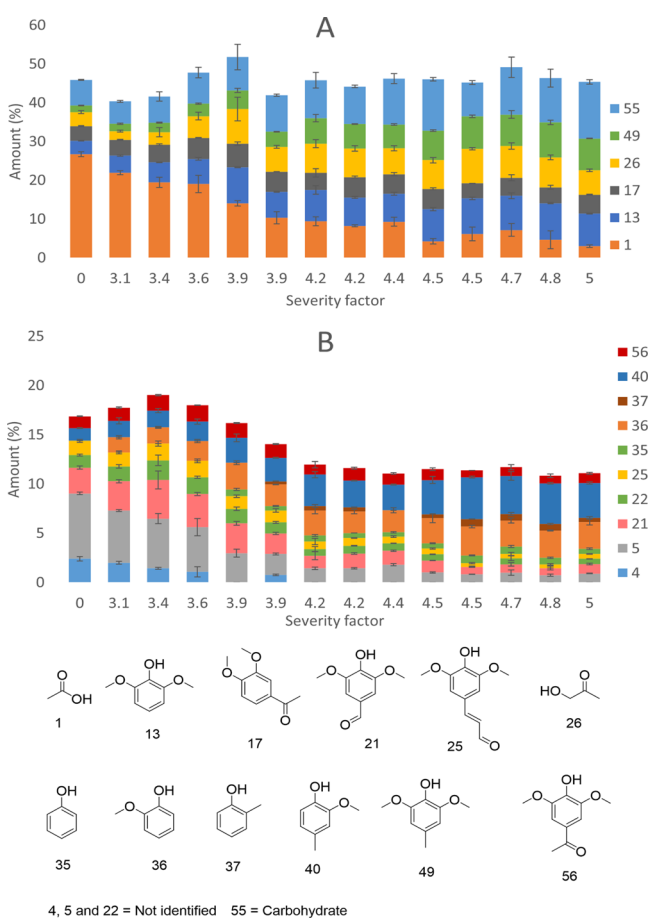 A
60
50
40
30
20
10
0
Amount (%)
0 3.1 3.4 3.6 3.9 3.9 4.2 4.2 4.4 4.5 4.5 4.7 4.8 5
Severity factor
55
49
26
17
13
1
B
25
20
15
10
5
0
Amount (%)
0 3.1 3.4 3.6 3.9 3.9 4.2 4.2 4.4 4.5 4.5 4.7 4.8 5
Severity factor
56
40
37
36
35
25
22
21
5
4
O
OH
1
OH
O O
13
O
O
O
17
OH
O O
O
21
OH
O O
O
25
O
HO
26
OH
35
OH
O
36
OH
37
OH
O
40
OH
O O
49
OH
O O
O
56
4, 5 and 22 = Not identified 55 = Carbohydrate